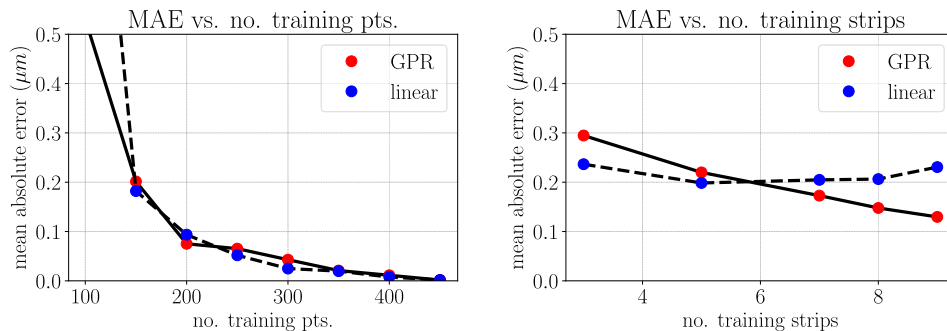 MAE vs. no. training pts.
mean absolute error (μm)
0.5
0.4
0.3
0.2
0.1
0.0
GPR
linear
100
200
300
400
no. training pts.
MAE vs. no. training strips
mean absolute error (μm)
0.5
0.4
0.3
0.2
0.1
0.0
GPR
linear
4
6
8
no. training strips